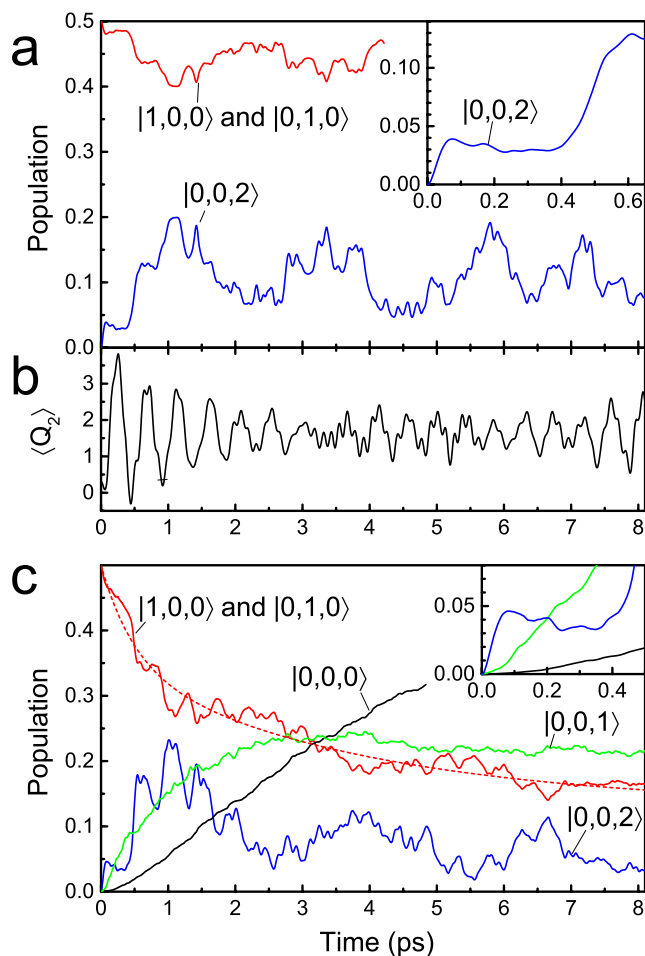 a
0.5
0.4
0.3
0.2
0.1
0.0
Population
|1,0,0⟩ and |0,1,0⟩
|0,0,2⟩
0.10
0.05
0.00
|0,0,2⟩
0.0 0.2 0.4 0.6
b
3
2
1
0
⟨Q2⟩
0 1 2 3 4 5 6 7 8
c
0.4
0.3
0.2
0.1
0.0
Population
|1,0,0⟩ and |0,1,0⟩
|0,0,0⟩
|0,0,1⟩
|0,0,2⟩
0.05
0.00
0.0 0.2 0.4
0 1 2 3 4 5 6 7 8
Time (ps)